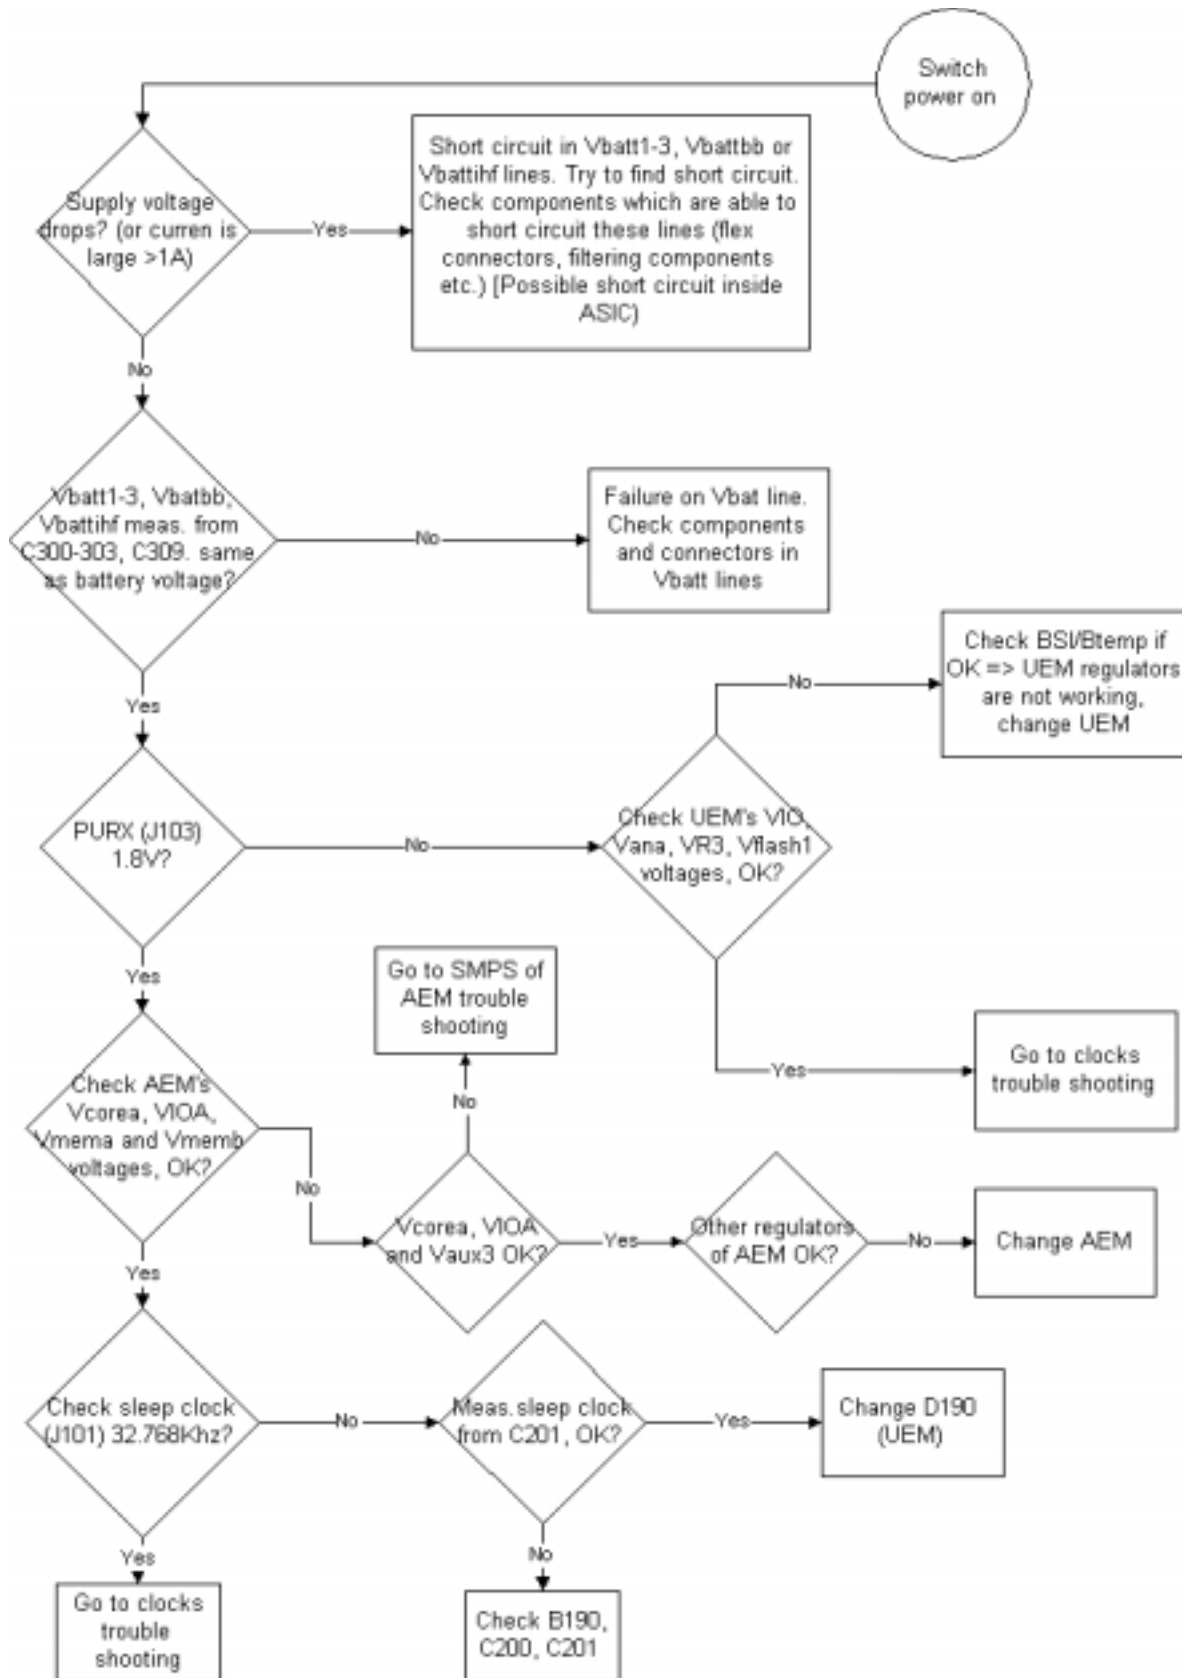 Switch
power on
Supply voltage
drops? (or curren is
large >1A)
Yes
Short circuit in Vbatt1-3, Vbattbb or
Vbattihf lines. Try to find short circuit.
Check components which are able to
short circuit these lines (flex
connectors, filtering components
etc.) [Possible short circuit inside
ASIC)
No
Vbatt1-3, Vbatbb,
Vbattihf meas. from
C300-303, C309. same
as battery voltage?
No
Failure on Vbat line.
Check components
and connectors in
Vbatt lines
Yes
Check BSI/Btemp if
OK => UEM regulators
are not working,
change UEM
No
PURX (J103)
1.8V?
No
Check UEM's VIO,
Vana, VR3, Vflash1
voltages, OK?
Yes
Go to SMPS of
AEM trouble
shooting
Yes
Go to clocks
trouble shooting
Check AEM's
Vcorea, VIOA,
Vmema and Vmemb
voltages, OK?
No
No
Vcorea, VIOA
and Vaux3 OK?
Yes
Other regulators
of AEM OK?
No
Change AEM
Yes
Check sleep clock
(J101) 32.768Khz?
No
Meas.sleep clock
from C201, OK?
Yes
Change D190
(UEM)
Yes
Go to clocks
trouble
shooting
No
Check B190,
C200, C201